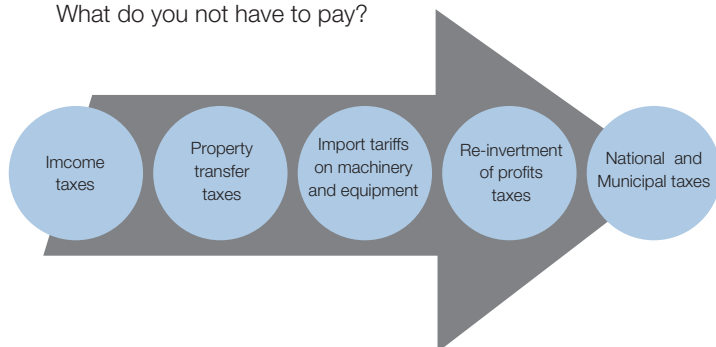 What do you not have to pay?
Imcome
taxes
Property
transfer
taxes
Import tariffs
on machinery
and equipment
Re-invertment
of profits
taxes
National and
Municipal taxes